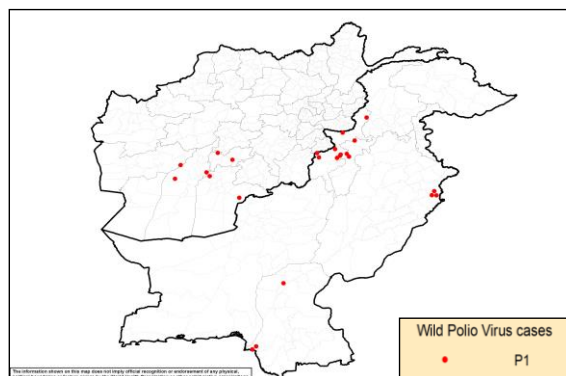 Wild Polio Virus cases
P1
The information shown on this map does not imply official recognition or endorsement of any physical,